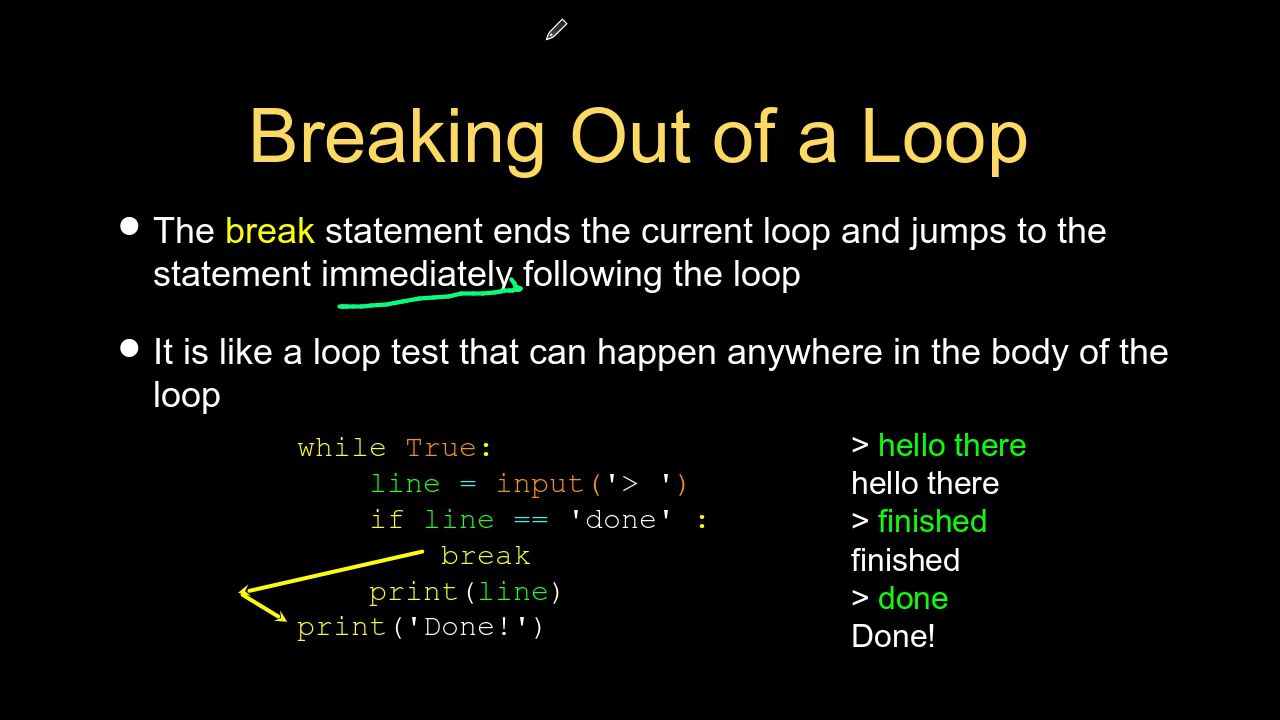 Breaking Out of a Loop
The break statement ends the current loop and jumps to the
statement immediately following the loop
It is like a loop test that can happen anywhere in the body of the
loop
while True:
    line = input('> ')
    if line == 'done' :
        break
    print(line)
print('Done!')
> hello there
hello there
> finished
finished
> done
Done!